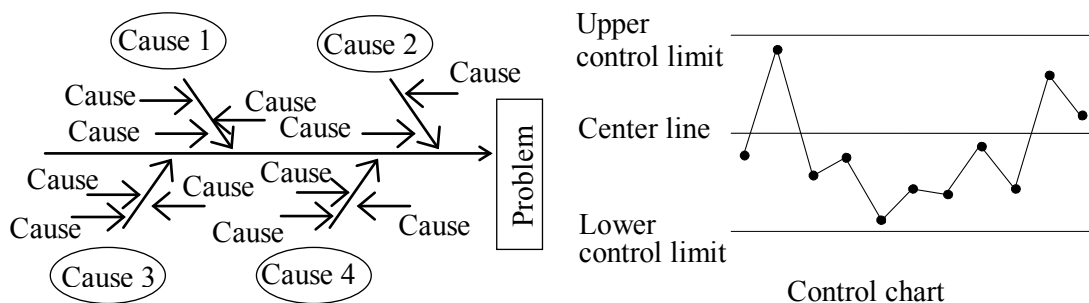 Cause 1
Cause 2
Cause
Cause
Cause
Cause
Cause
Problem
Cause
Cause
Cause
Cause
Cause
Cause
Cause 3
Cause 4
Upper
control limit
Center line
Lower
control limit
Control chart